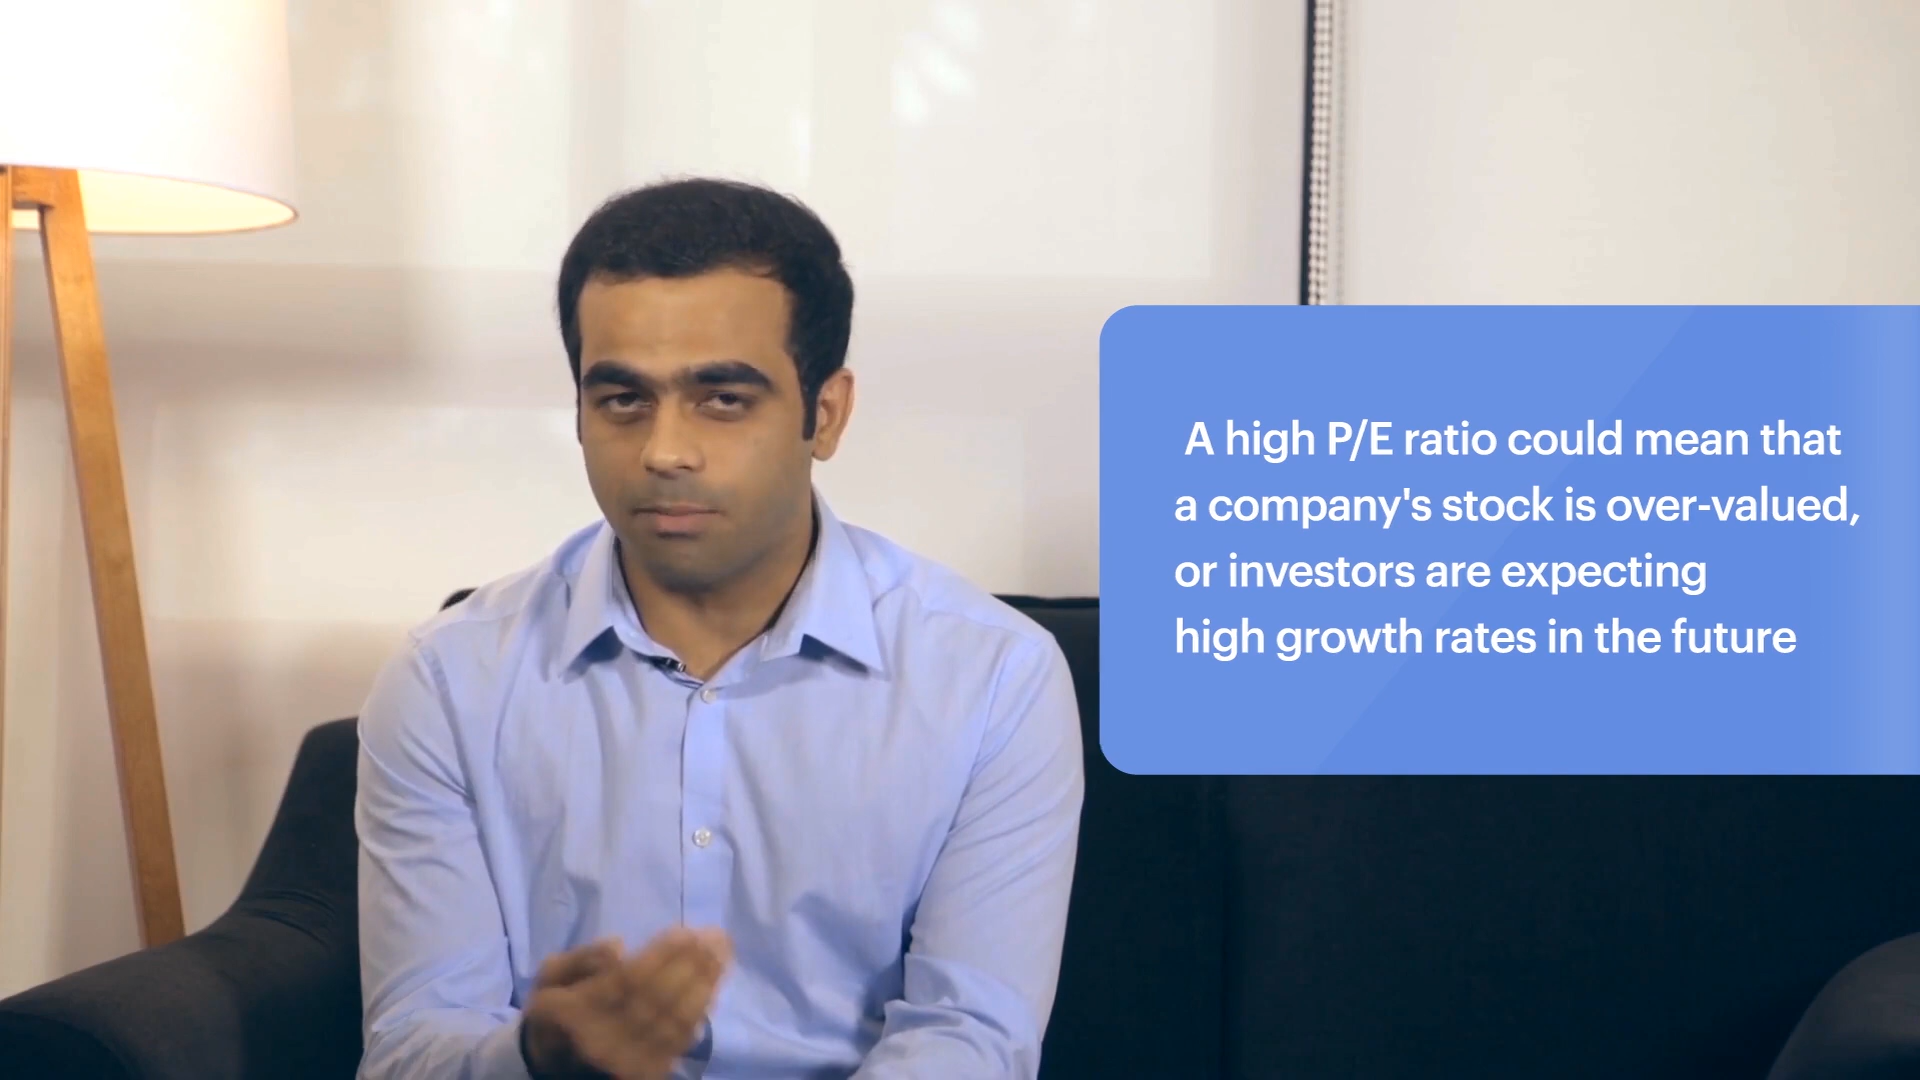 A high P/E ratio could mean that
a company's stock is over-valued,
or investors are expecting
high growth rates in the future